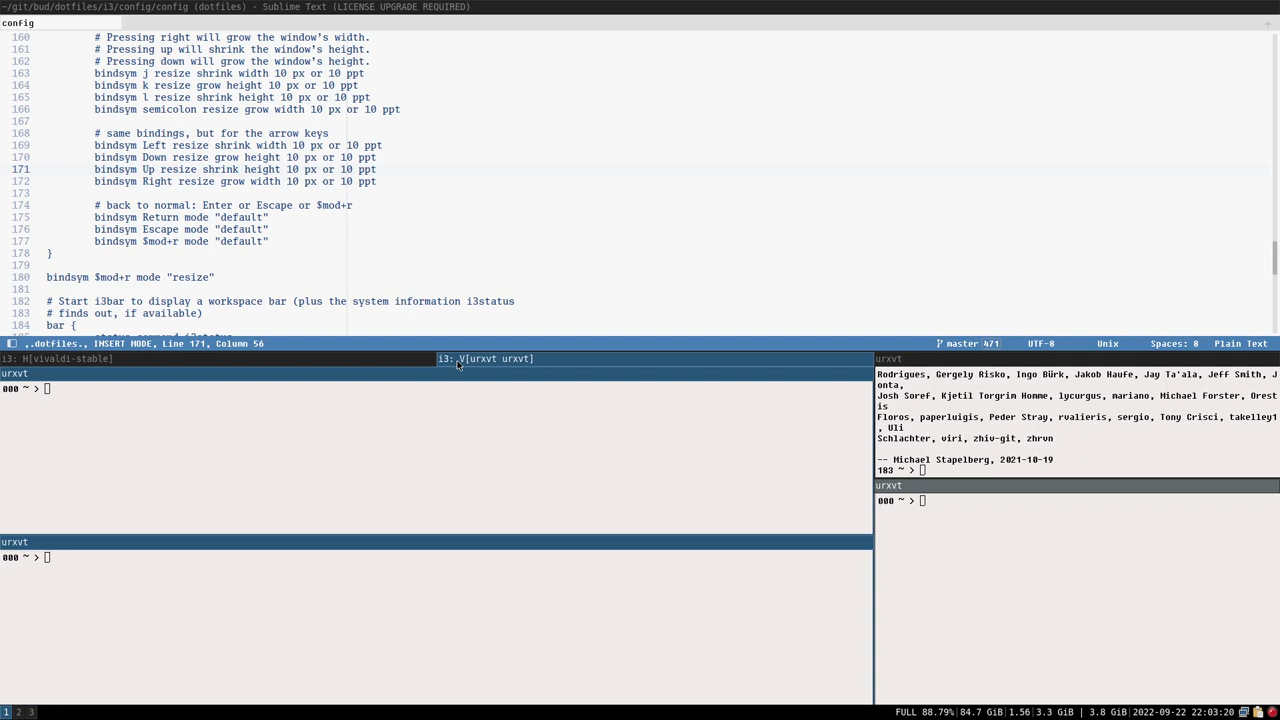 ~/git/bud/dotfiles/i3/config/config (dotfiles) - Sublime Text (LICENSE UPGRADE REQUIRED)
config
160 # Pressing right will grow the window's width.
161 # Pressing up will shrink the window's height.
162 # Pressing down will grow the window's height.
163 bindsym j resize shrink width 10 px or 10 ppt
164 bindsym k resize grow height 10 px or 10 ppt
165 bindsym l resize shrink height 10 px or 10 ppt
166 bindsym semicolon resize grow width 10 px or 10 ppt
167
168 # same bindings, but for the arrow keys
169 bindsym Left resize shrink width 10 px or 10 ppt
170 bindsym Down resize grow height 10 px or 10 ppt
171 bindsym Up resize shrink height 10 px or 10 ppt
172 bindsym Right resize grow width 10 px or 10 ppt
173
174 # back to normal: Enter or Escape or $mod+r
175 bindsym Return mode "default"
176 bindsym Escape mode "default"
177 bindsym $mod+r mode "default"
178 }
179
180 bindsym $mod+r mode "resize"
181
182 # Start i3bar to display a workspace bar (plus the system information i3status
183 # finds out, if available)
184 bar {
185 status_command i3status
,.dotfiles., INSERT MODE, Line 171, Column 56 master 471 UTF-8 Unix Spaces: 8 Plain Text
i3: H[vivaldi-stable]
i3: V[urxvt urxvt]
urxvt
000 ~ >
urxvt
000 ~ >
urxvt
Rodrigues, Gergely Risko, Ingo Bürk, Jakob Haufe, Jay Ta'ala, Jeff Smith, J
onta,
Josh Soref, Kjetil Torgrim Homme, lycurgus, mariano, Michael Forster, Orest
is
Floros, paperluigis, Peder Stray, rvalieris, sergio, Tony Crisci, takelley1
, Uli
Schlachter, viri, zhiv-git, zhrvn
-- Michael Stapelberg, 2021-10-19
183 ~ >
urxvt
000 ~ >
1 2 3
FULL 88.79%|84.7 GiB|1.56|3.3 GiB | 3.8 GiB|2022-09-22 22:03:20